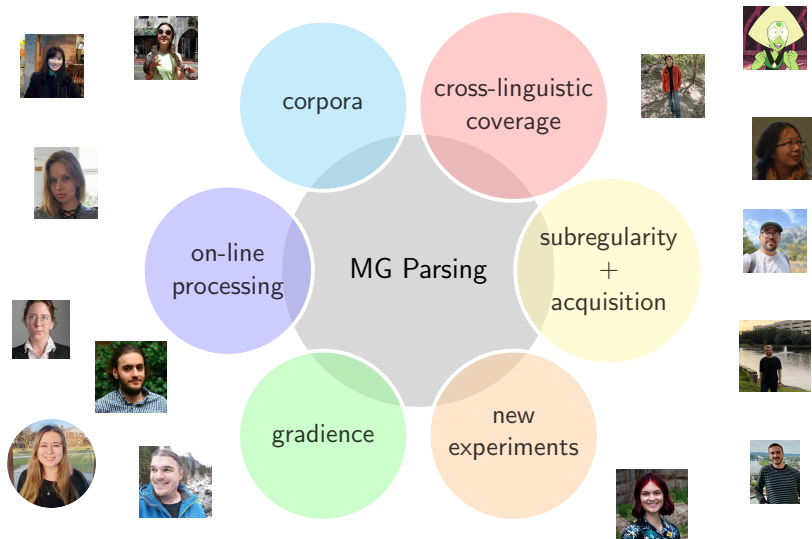 corpora
cross-linguistic
coverage
on-line
processing
MG Parsing
subregularity
+
acquisition
gradience
new
experiments